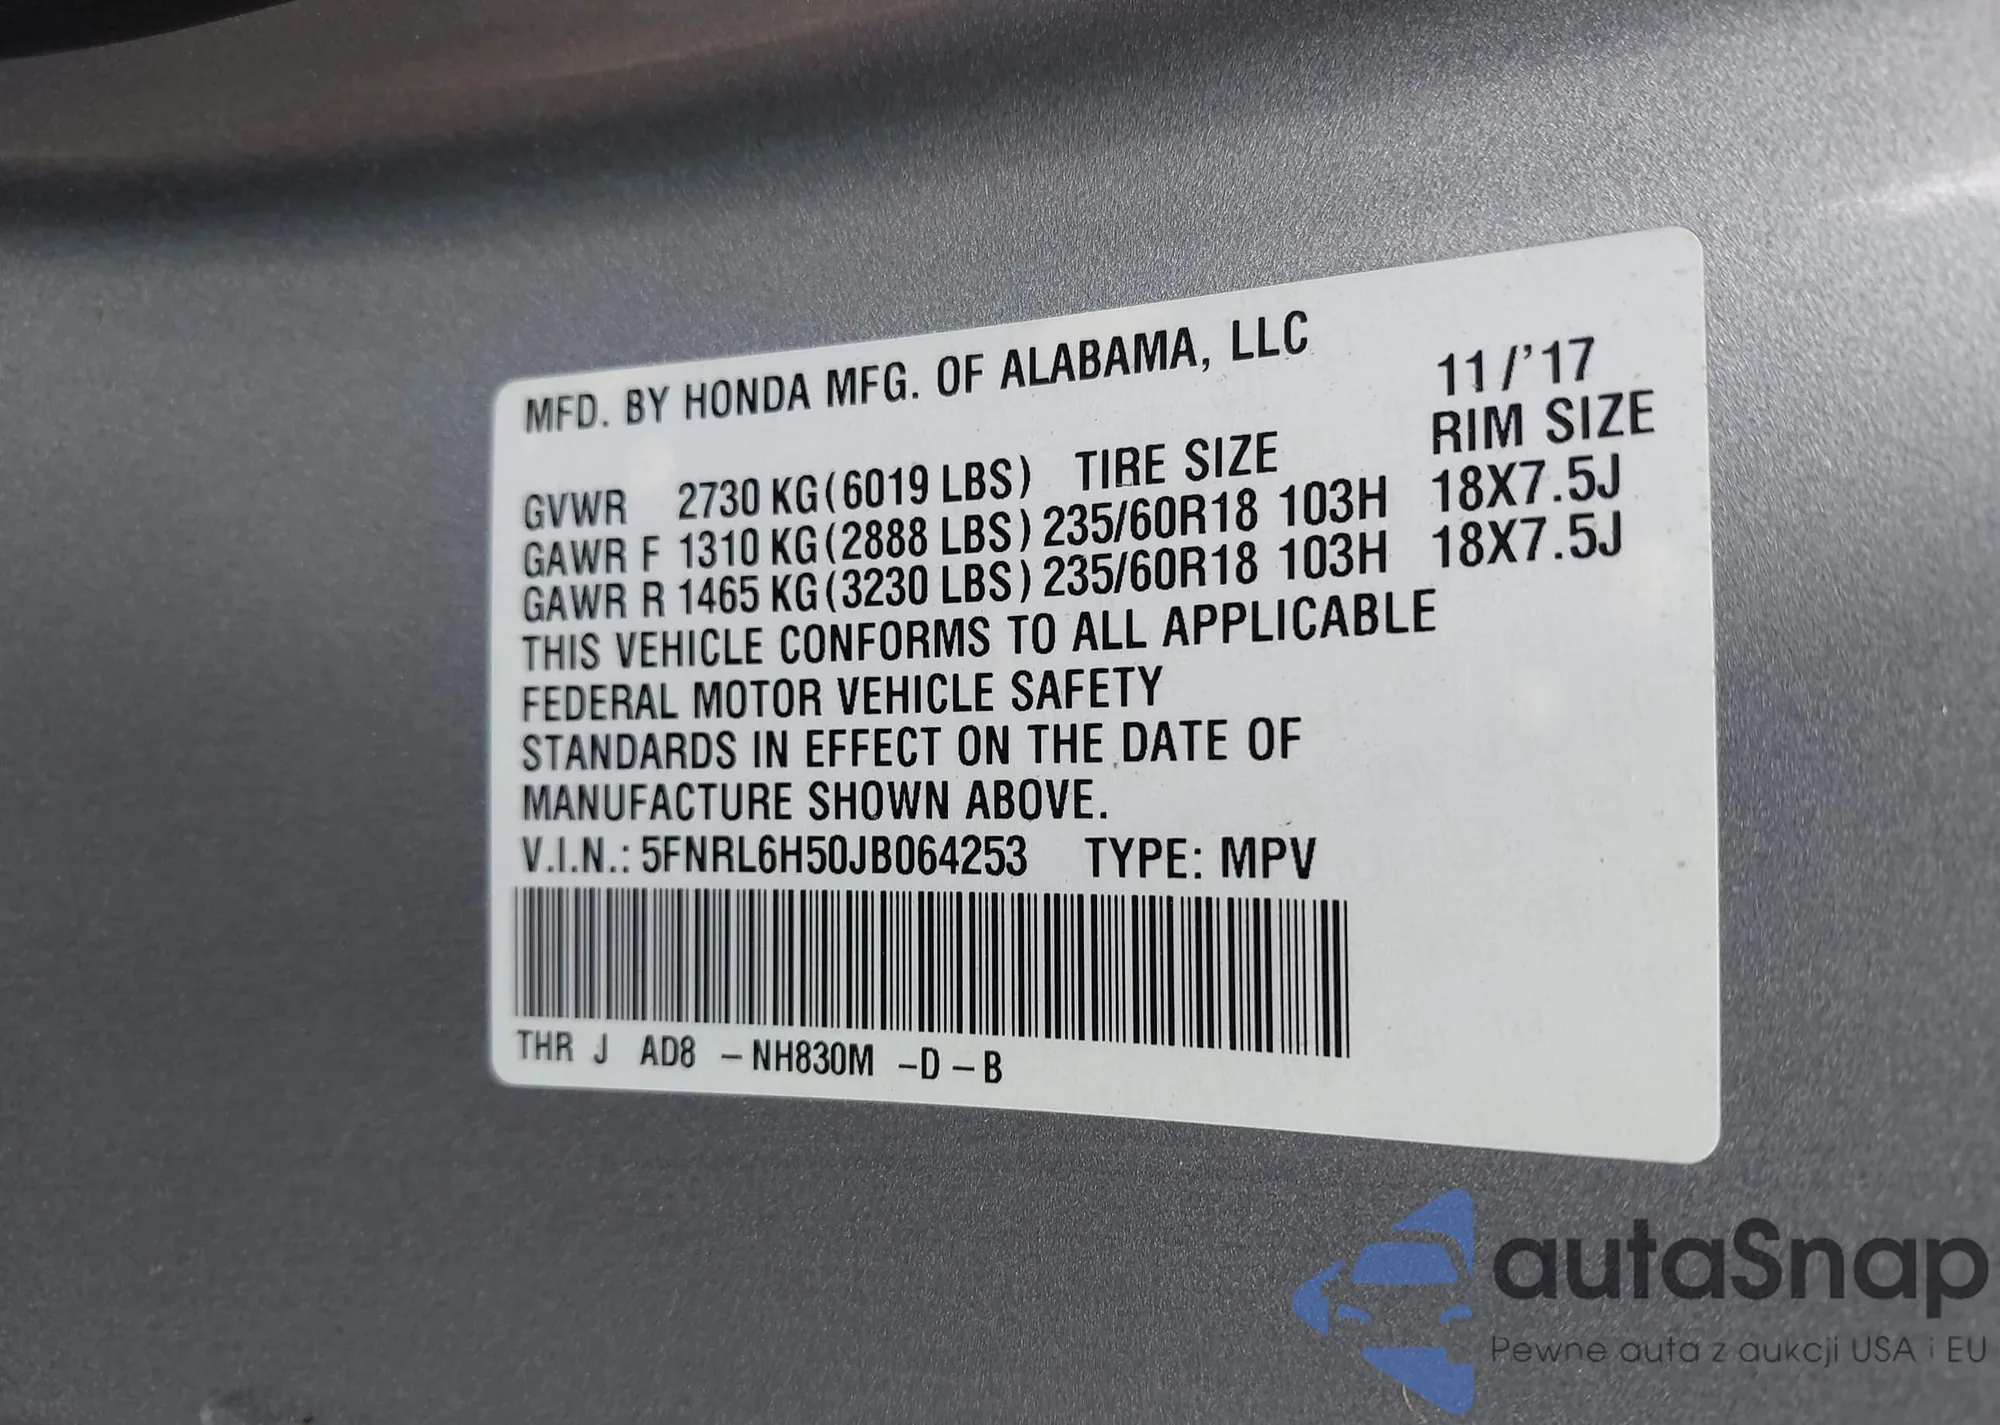 MFD. BY HONDA MFG. OF ALABAMA, LLC 11/'17
GVWR 2730 KG (6019 LBS) TIRE SIZE RIM SIZE
GAWR F 1310 KG (2888 LBS) 235/60R18 103H 18X7.5J
GAWR R 1465 KG (3230 LBS) 235/60R18 103H 18X7.5J
THIS VEHICLE CONFORMS TO ALL APPLICABLE
FEDERAL MOTOR VEHICLE SAFETY
STANDARDS IN EFFECT ON THE DATE OF
MANUFACTURE SHOWN ABOVE.
V.I.N.: 5FNRL6H50JB064253 TYPE: MPV
THR J AD8 -NH830M -D -B
autaSnap
Pewne auta z aukcji USA i EU